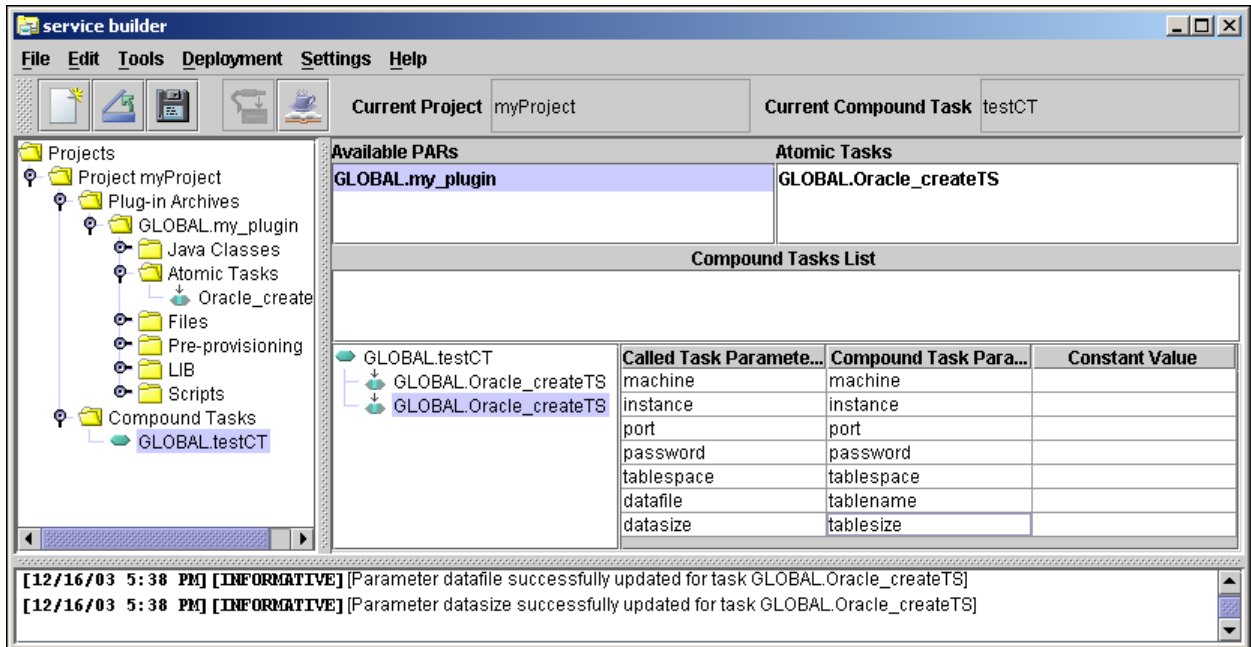 service builder
File Edit Tools Deployment Settings Help
Current Project myProject Current Compound Task testCT
Projects
Project myProject
Plug-in Archives
GLOBAL.my_plugin
Java Classes
Atomic Tasks
Oracle_create
Files
Pre-provisioning
LIB
Scripts
Compound Tasks
GLOBAL.testCT
Available PARs Atomic Tasks
GLOBAL.my_plugin GLOBAL.Oracle_createTS
Compound Tasks List
GLOBAL.testCT
GLOBAL.Oracle_createTS
GLOBAL.Oracle_createTS
Called Task Paramete... Compound Task Para... Constant Value
machine machine
instance instance
port port
password password
tablespace tablespace
datafile tablename
datasize tablesize
[12/16/03 5:38 PM] [INFORMATIVE] [Parameter datafile successfully updated for task GLOBAL.Oracle_createTS]
[12/16/03 5:38 PM] [INFORMATIVE] [Parameter datasize successfully updated for task GLOBAL.Oracle_createTS]